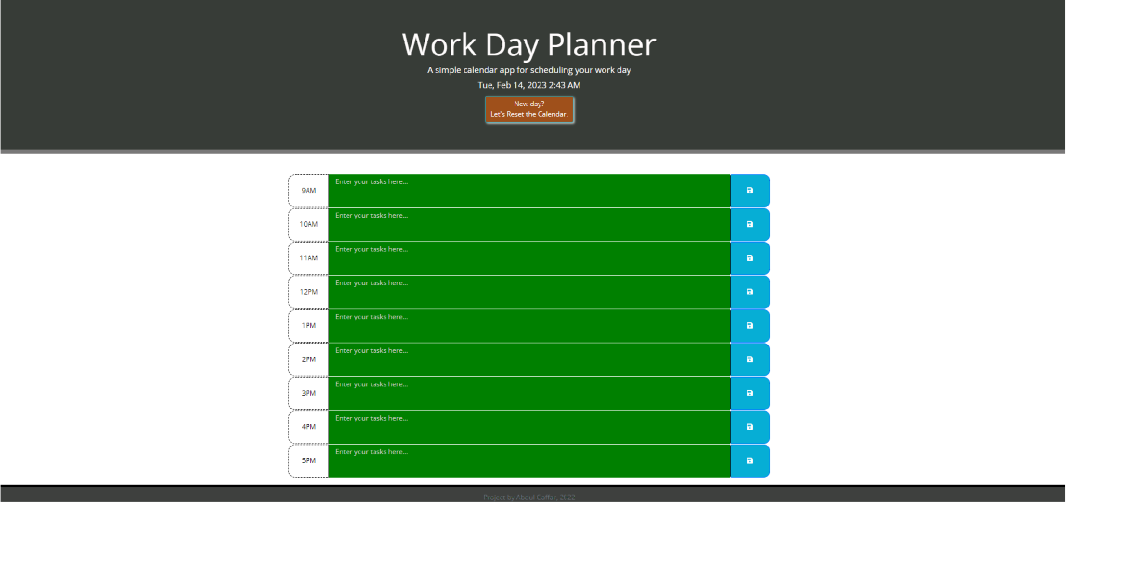 Work Day Planner
A simple calendar app for scheduling your work day
Tue, Feb 14, 2023 2:43 AM
New day?
Let's Reset the Calendar.
9AM Enter your tasks here...
10AM Enter your tasks here...
11AM Enter your tasks here...
12PM Enter your tasks here...
1PM Enter your tasks here...
2PM Enter your tasks here...
3PM Enter your tasks here...
4PM Enter your tasks here...
5PM Enter your tasks here...
Project by